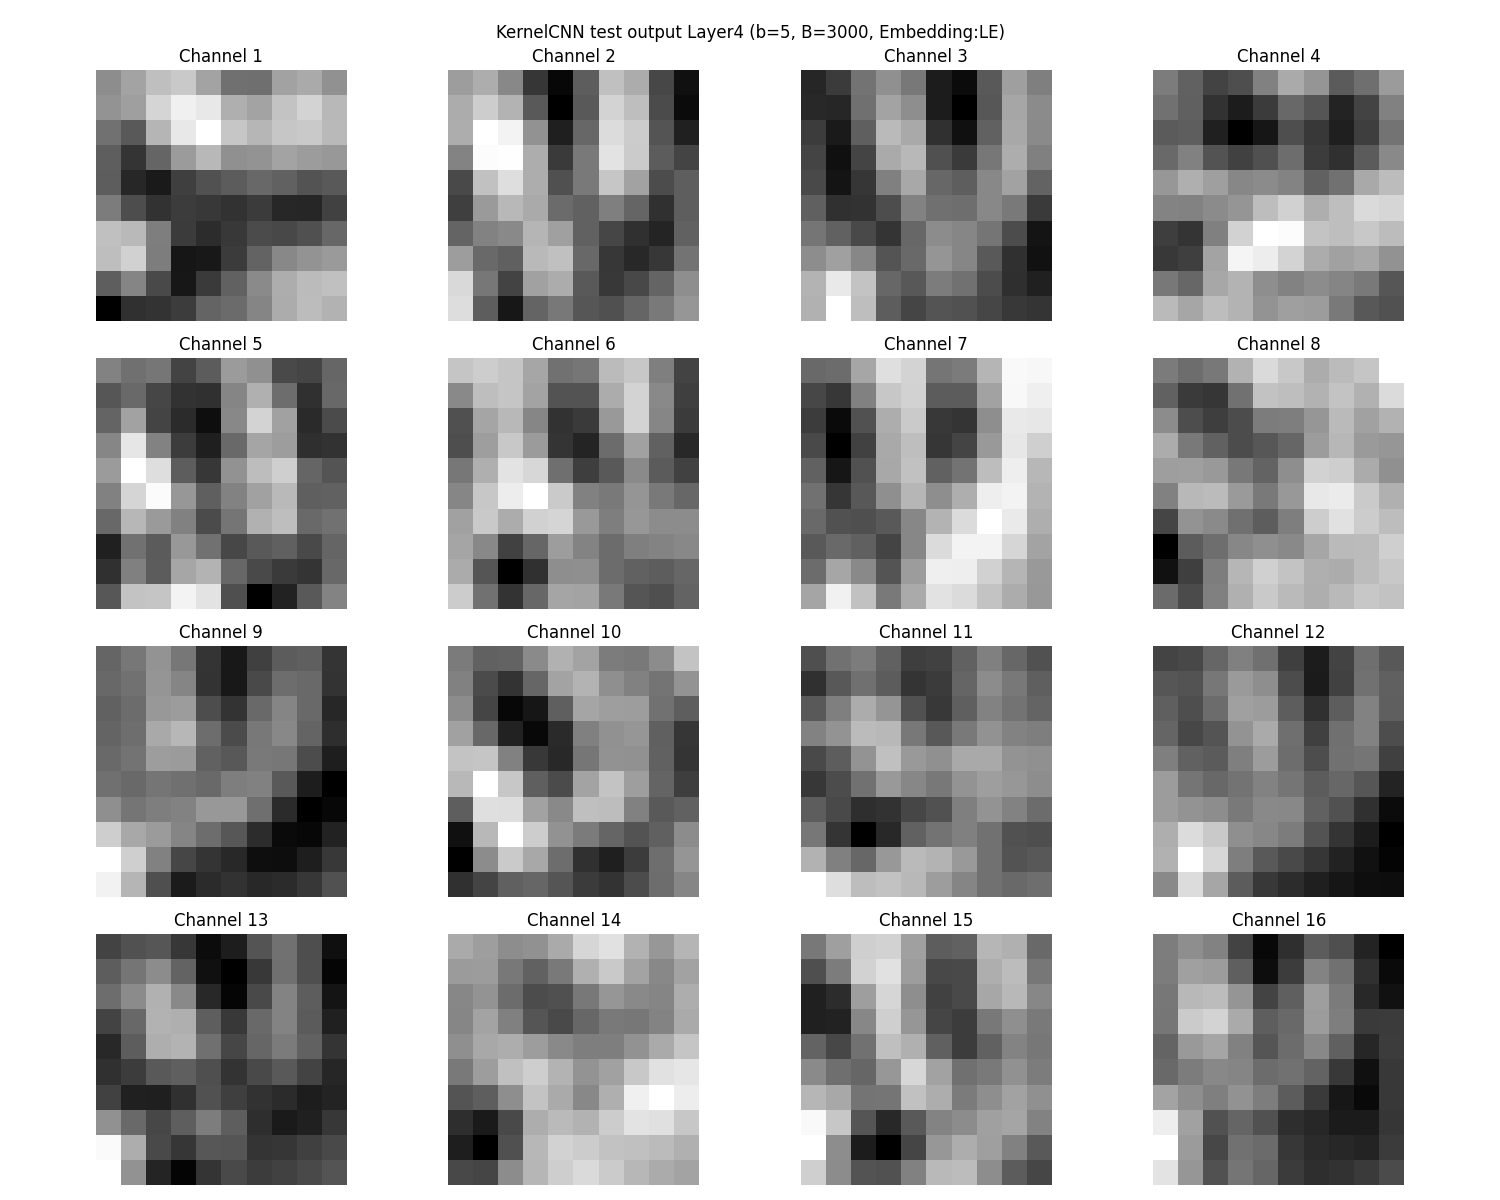 KernelCNN test output Layer4 (b=5, B=3000, Embedding:LE)
Channel 1
Channel 2
Channel 3
Channel 4
Channel 5
Channel 6
Channel 7
Channel 8
Channel 9
Channel 10
Channel 11
Channel 12
Channel 13
Channel 14
Channel 15
Channel 16